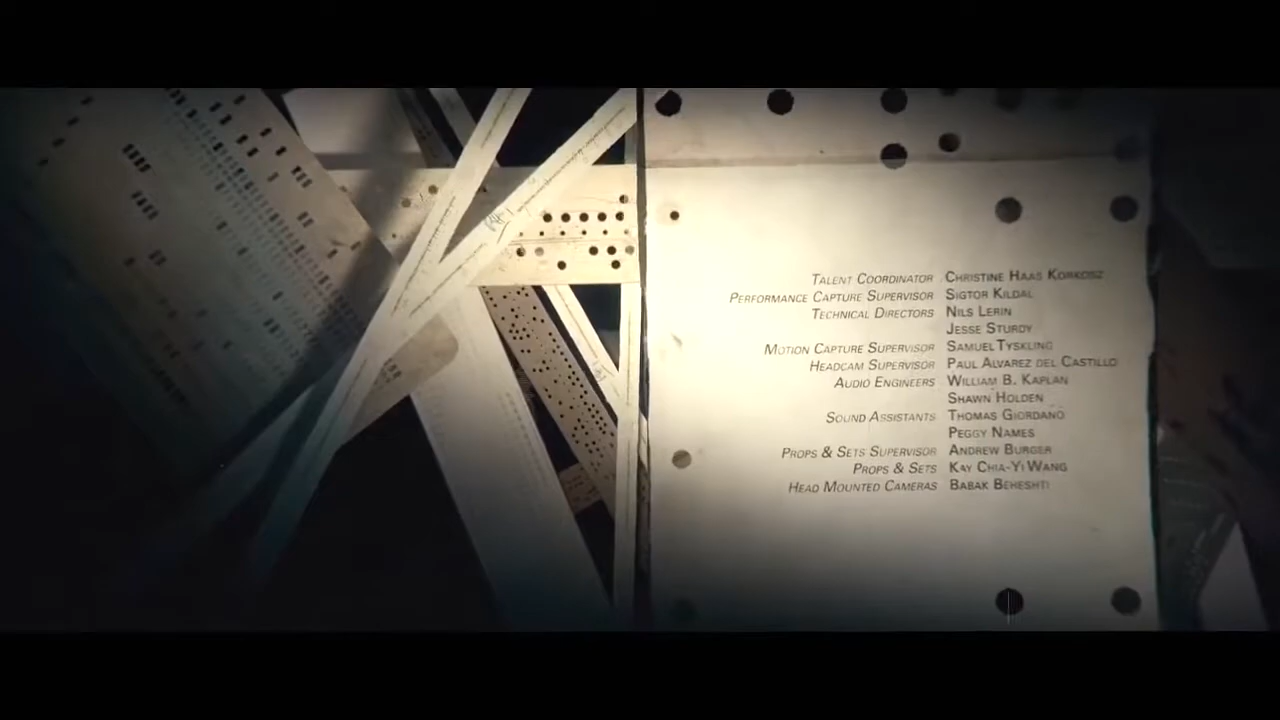 TALENT COORDINATOR CHRISTINE HAAS KORKOSZ
PERFORMANCE CAPTURE SUPERVISOR SIGTOR KILDAL
TECHNICAL DIRECTORS NILS LERIN
JESSE STURDY
MOTION CAPTURE SUPERVISOR SAMUEL TYSKLING
HEADCAM SUPERVISOR PAUL ALVAREZ DEL CASTILLO
AUDIO ENGINEERS WILLIAM B. KAPLAN
SHAWN HOLDEN
SOUND ASSISTANTS THOMAS GIORDANO
PEGGY NAMES
PROPS & SETS SUPERVISOR ANDREW BURGER
PROPS & SETS KAY CHIA-YI WANG
HEAD MOUNTED CAMERAS BABAK BEHESHTI